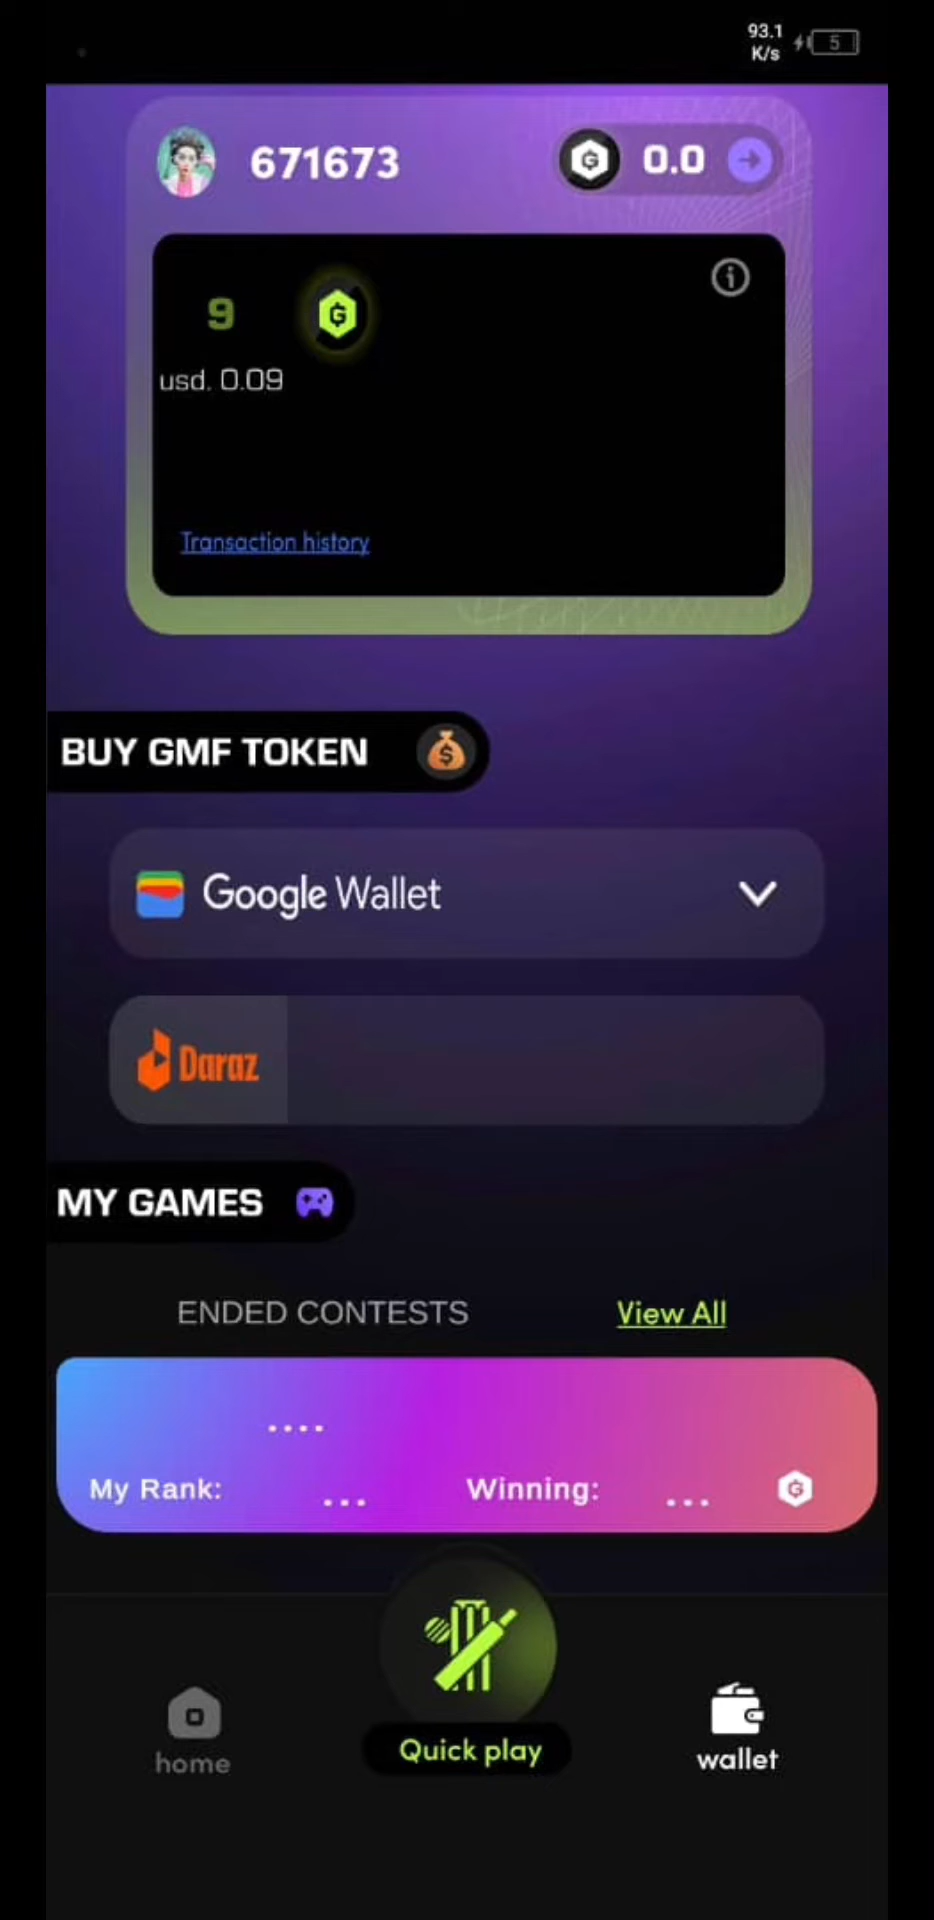 93.1
K/s
5
671673
0.0
9
usd. 0.09
Transaction history
BUY GMF TOKEN
Google Wallet
Daraz
MY GAMES
ENDED CONTESTS
View All
....
My Rank: ...
Winning: ...
Quick play
home
wallet